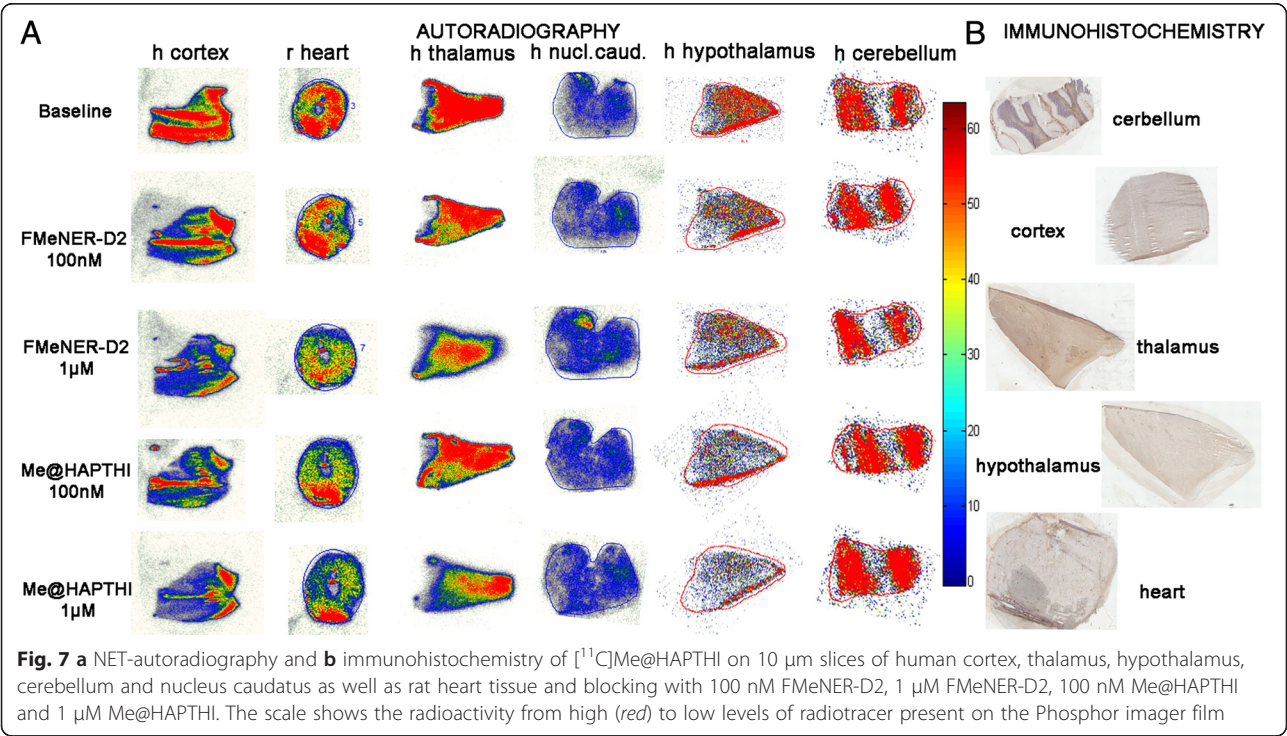 A
AUTORADIOGRAPHY
B IMMUNOHISTOCHEMISTRY
h cortex r heart h thalamus h nucl.caud. h hypothalamus h cerebellum
Baseline
FMeNER-D2
100nM
FMeNER-D2
1µM
Me@HAPTHI
100nM
Me@HAPTHI
1µM
3
5
7
60
50
40
30
20
10
0
cerbellum
cortex
thalamus
hypothalamus
heart
Fig. 7 a NET-autoradiography and b immunohistochemistry of [¹¹C]Me@HAPTHI on 10 µm slices of human cortex, thalamus, hypothalamus,
cerebellum and nucleus caudatus as well as rat heart tissue and blocking with 100 nM FMeNER-D2, 1 µM FMeNER-D2, 100 nM Me@HAPTHI
and 1 µM Me@HAPTHI. The scale shows the radioactivity from high (red) to low levels of radiotracer present on the Phosphor imager film